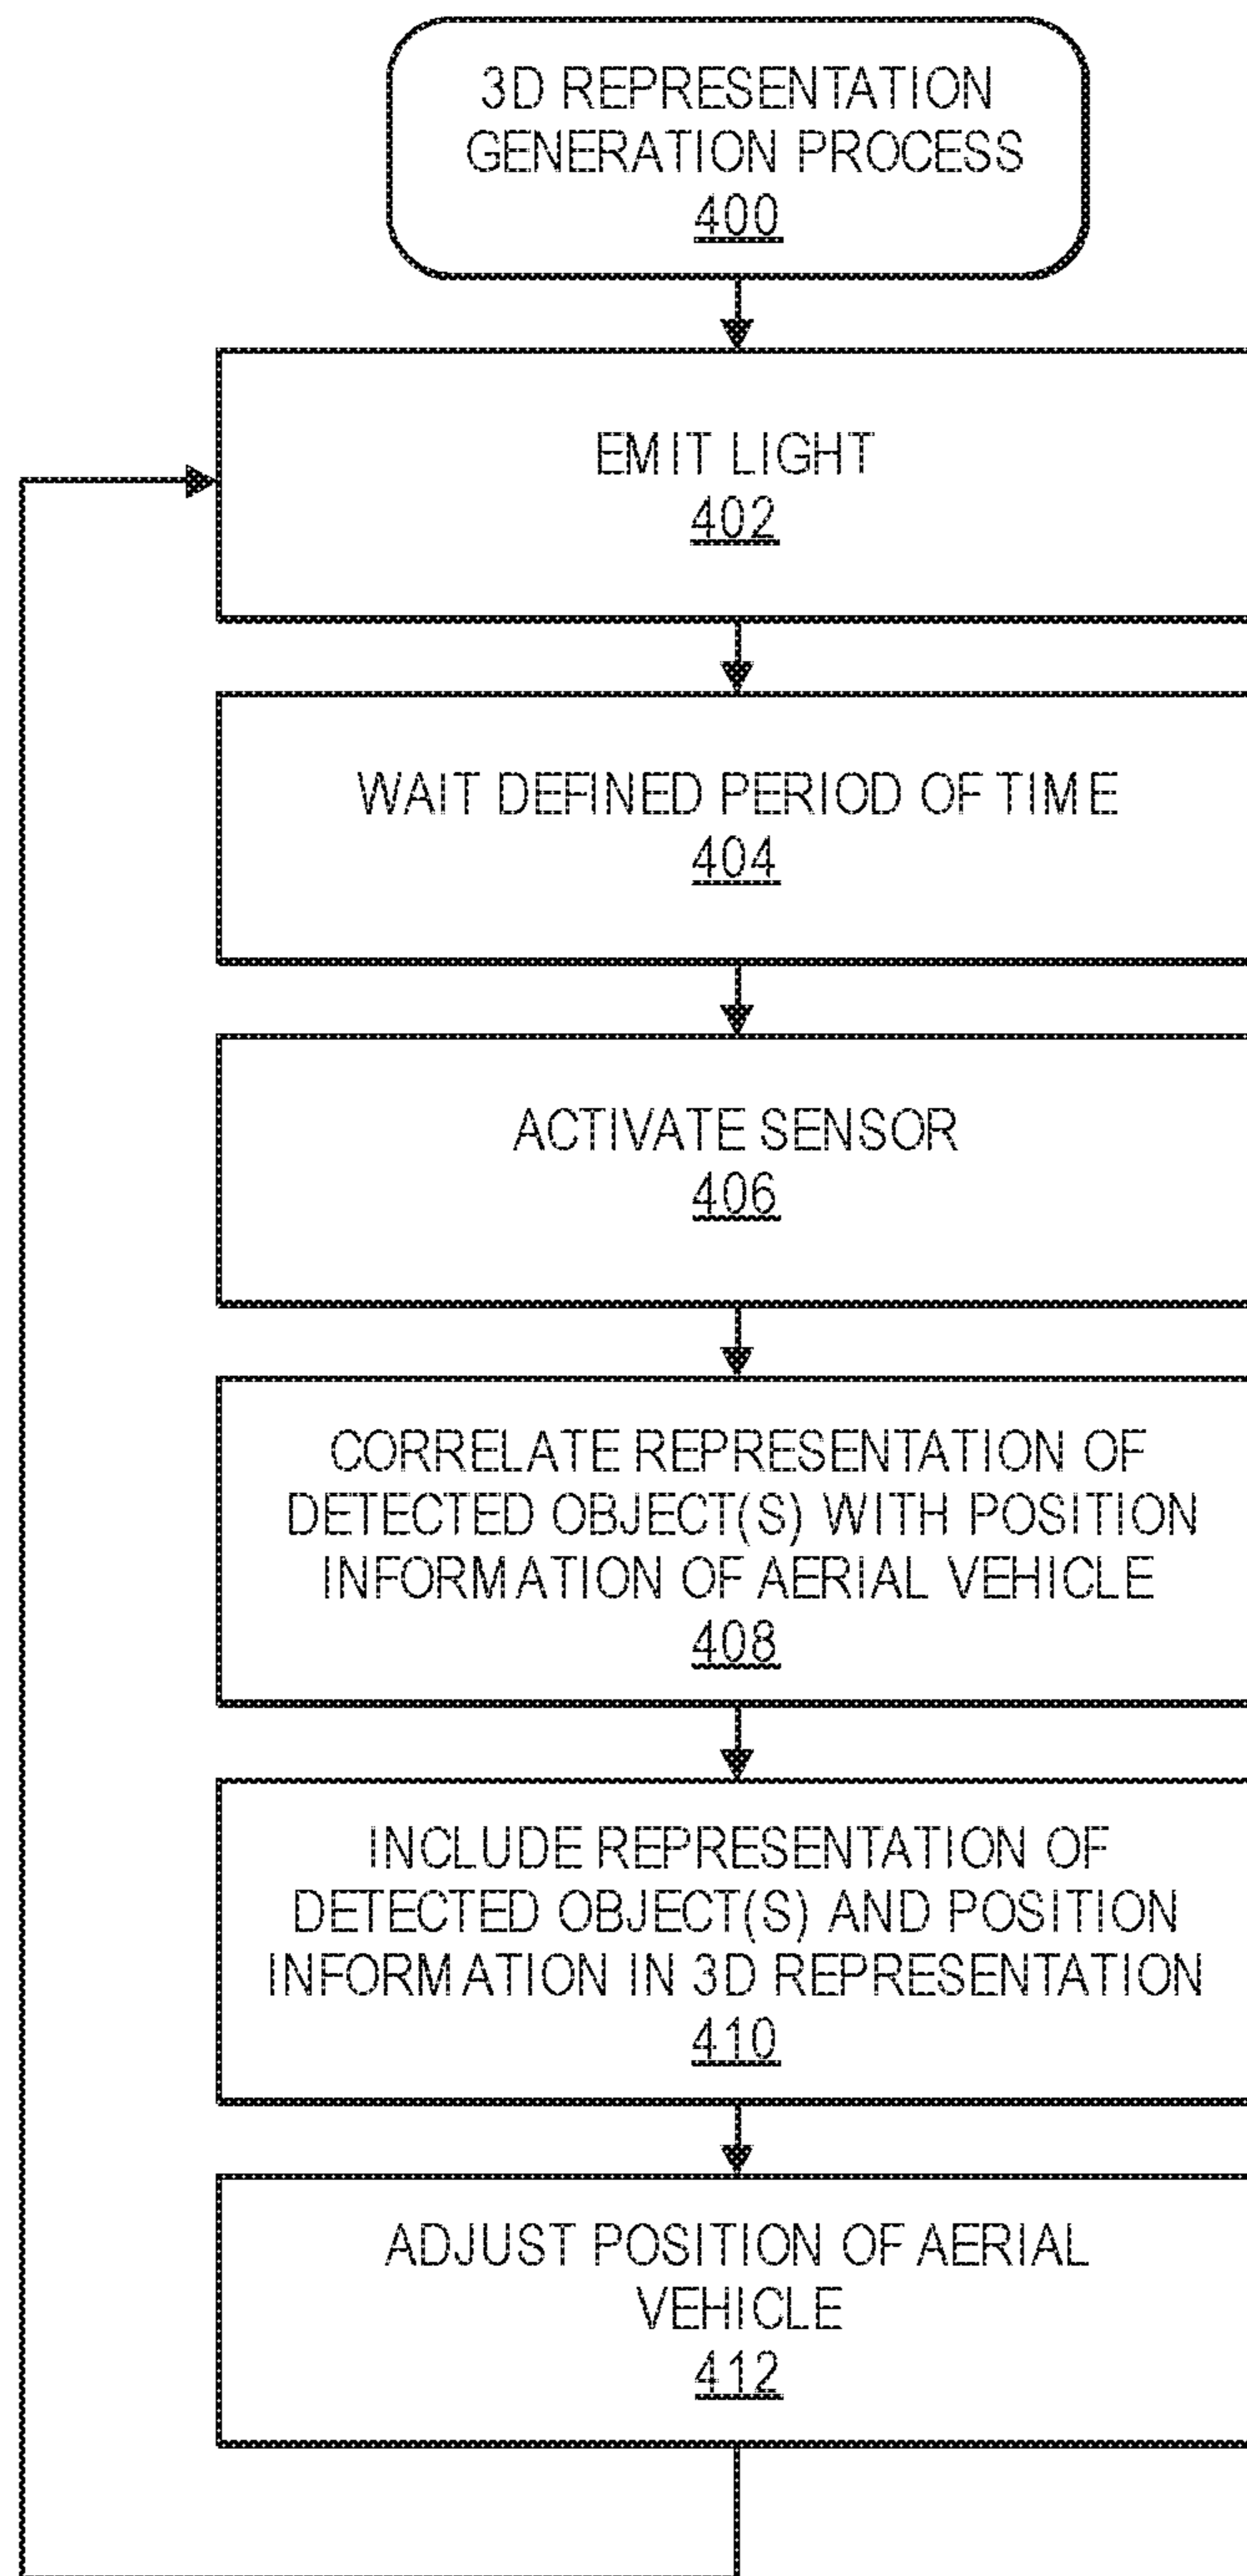 3D REPRESENTATION
GENERATION PROCESS
400
EMIT LIGHT
402
WAIT DEFINED PERIOD OF TIME
404
ACTIVATE SENSOR
406
CORRELATE REPRESENTATION OF
DETECTED OBJECT(S) WITH POSITION
INFORMATION OF AERIAL VEHICLE
408
INCLUDE REPRESENTATION OF
DETECTED OBJECT(S) AND POSITION
INFORMATION IN 3D REPRESENTATION
410
ADJUST POSITION OF AERIAL
VEHICLE
412